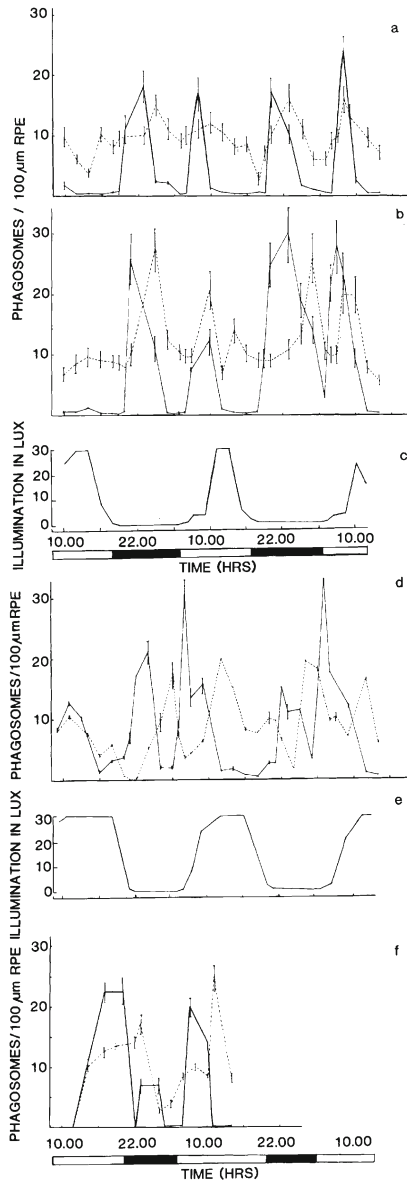 a
30
20
10
PHAGOSOMES / 100 µm RPE
b
30
20
10
c
30
20
10
0
ILLUMINATION IN LUX
10.00 22.00 10.00 22.00 10.00
TIME (HRS)
d
30
20
10
PHAGOSOMES/100 µm RPE
e
30
20
10
0
ILLUMINATION IN LUX
f
30
20
10
PHAGOSOMES/100 µm RPE
10.00 22.00 10.00 22.00 10.00
TIME (HRS)